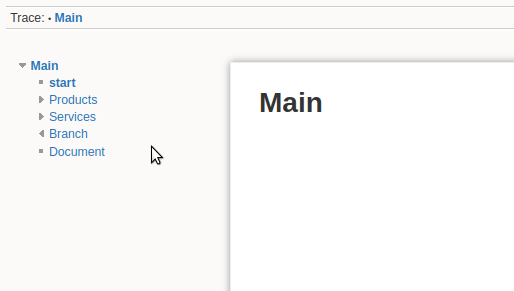 Trace: • Main
Main
start
Products
Services
Branch
Document
Main